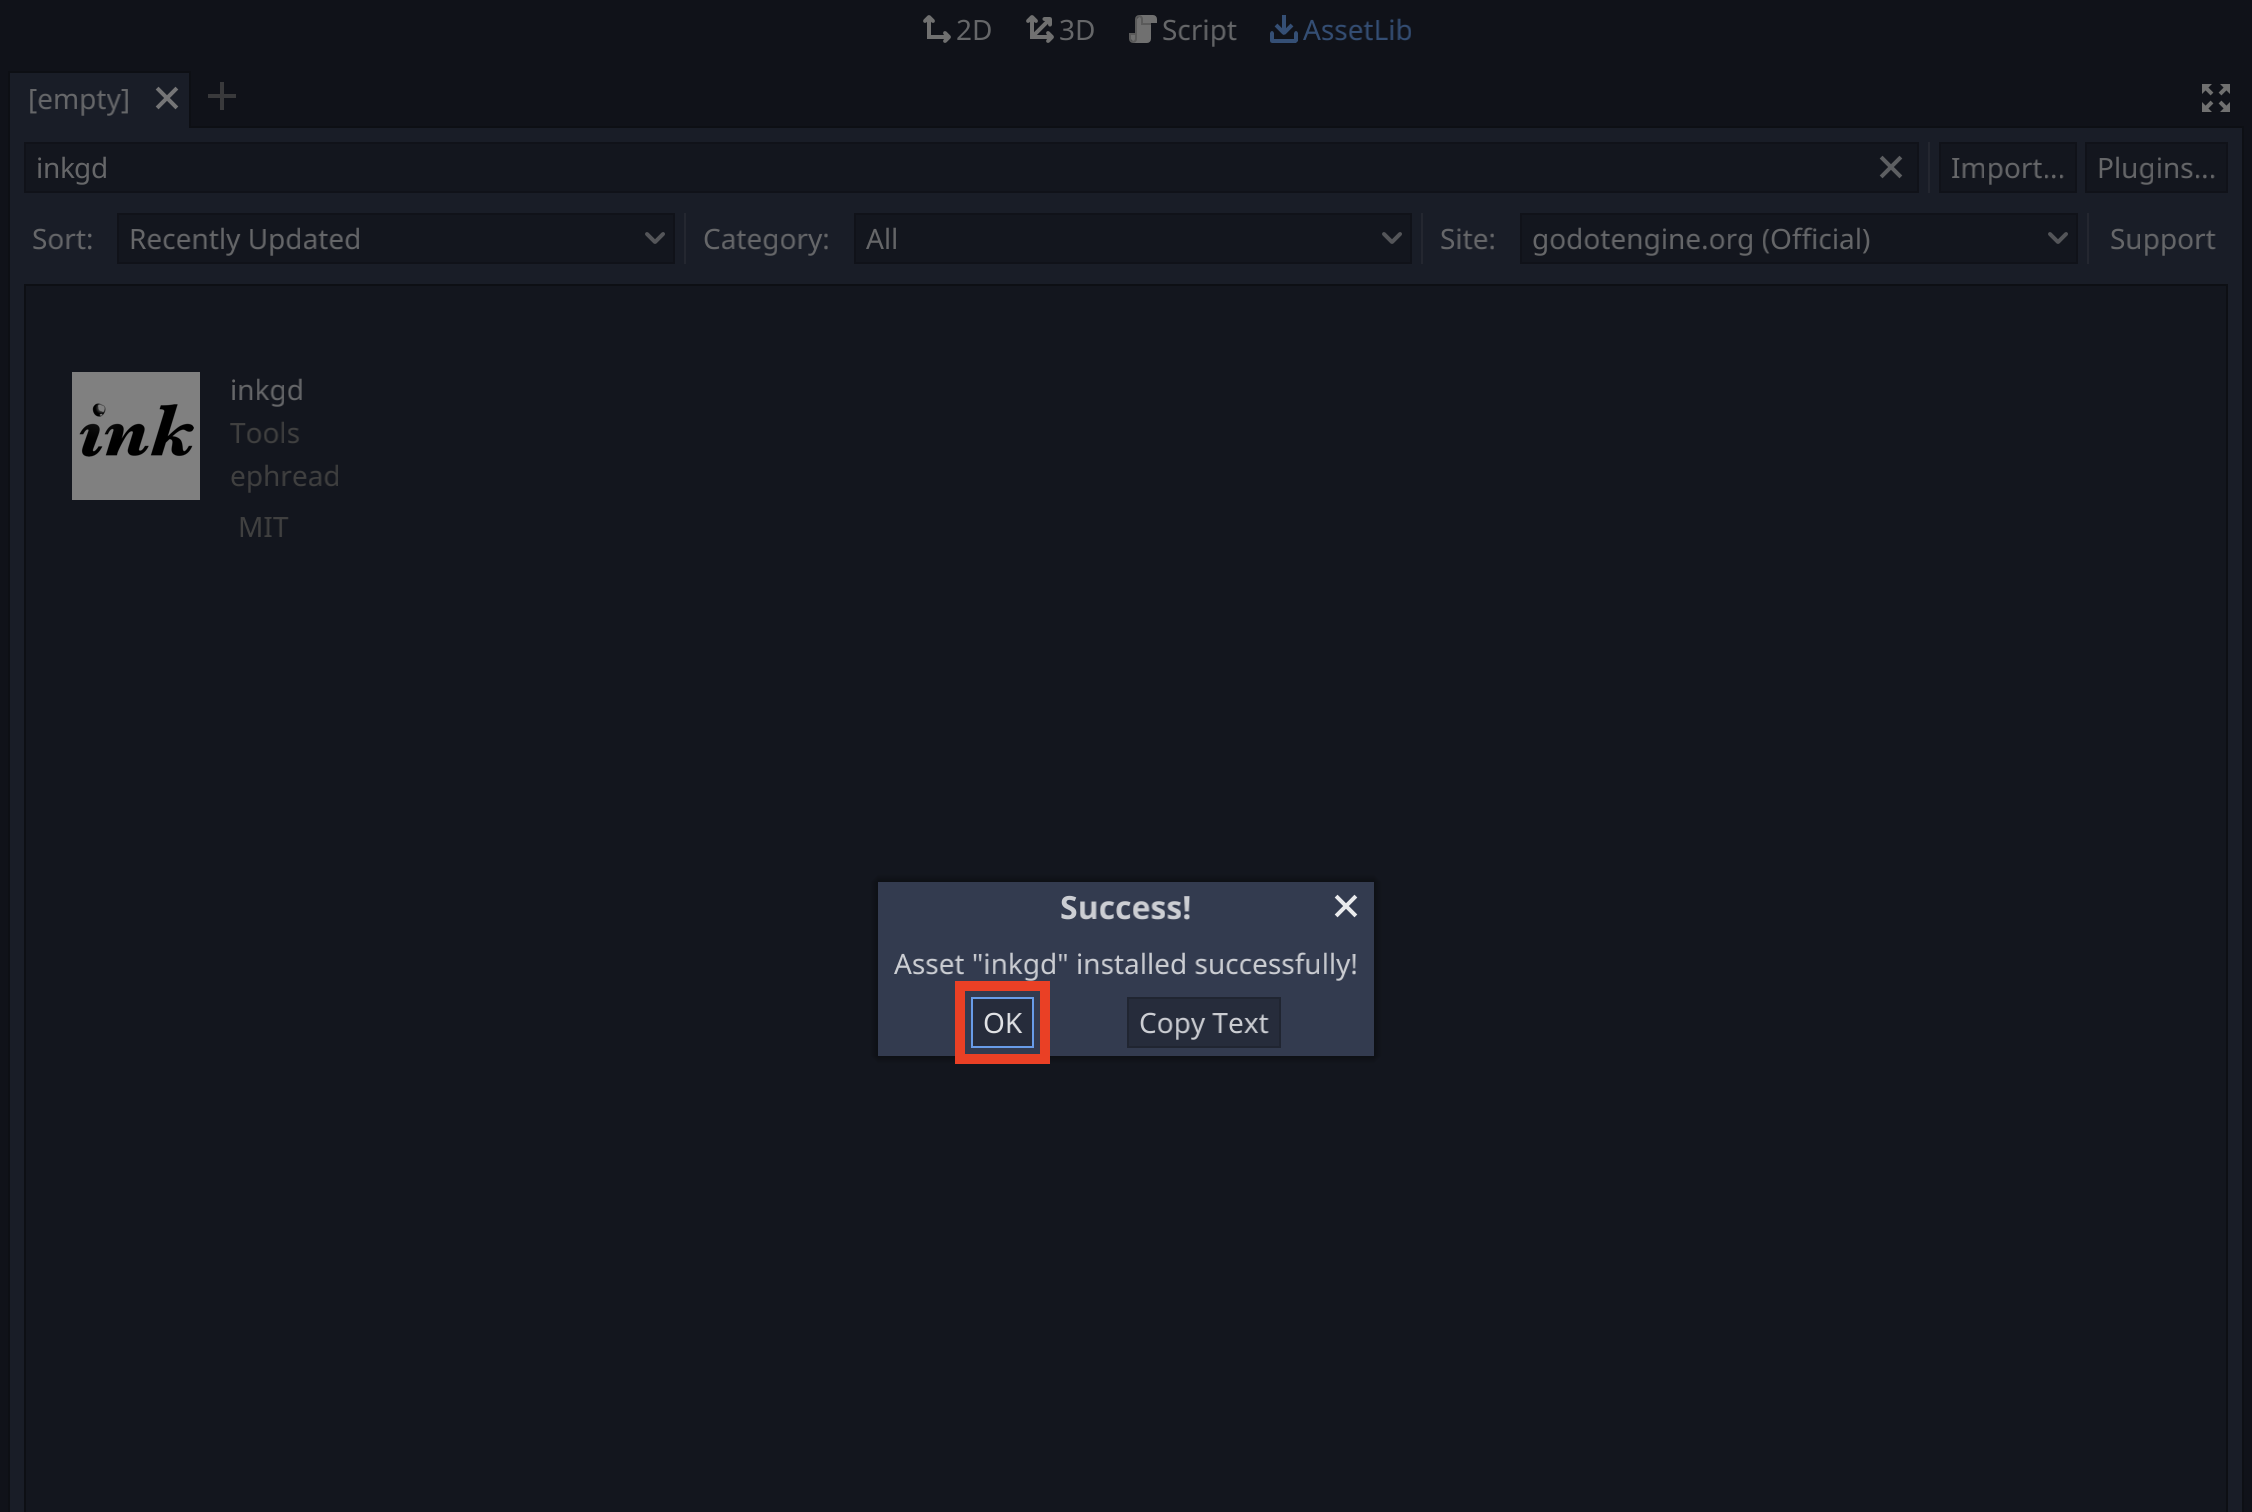 2D 3D Script AssetLib
[empty]
inkgd Import... Plugins...
Sort: Recently Updated Category: All Site: godotengine.org (Official) Support
ink
inkgd
Tools
ephread
MIT
Success!
Asset "inkgd" installed successfully!
OK Copy Text